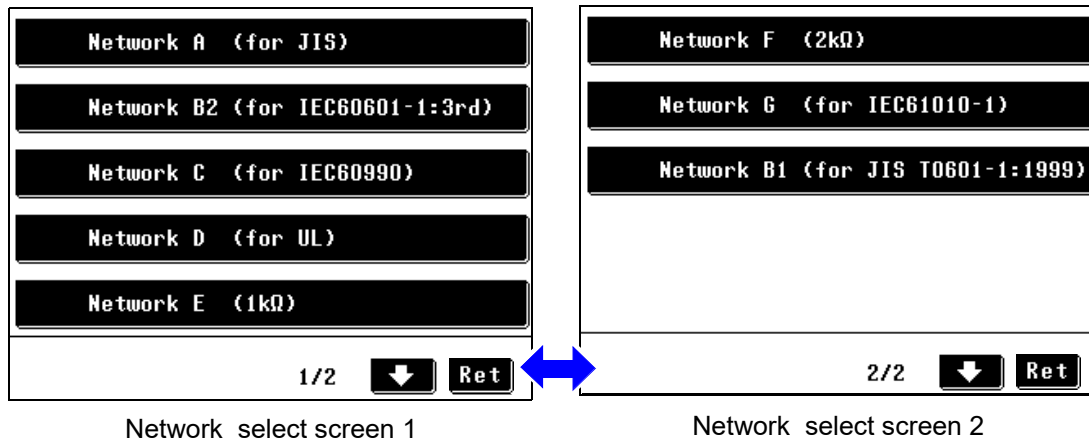 Network A (for JIS)
Network B2 (for IEC60601-1:3rd)
Network C (for IEC60990)
Network D (for UL)
Network E (1kΩ)
1/2 Ret
Network select screen 1
Network F (2kΩ)
Network G (for IEC61010-1)
Network B1 (for JIS T0601-1:1999)
2/2 Ret
Network select screen 2